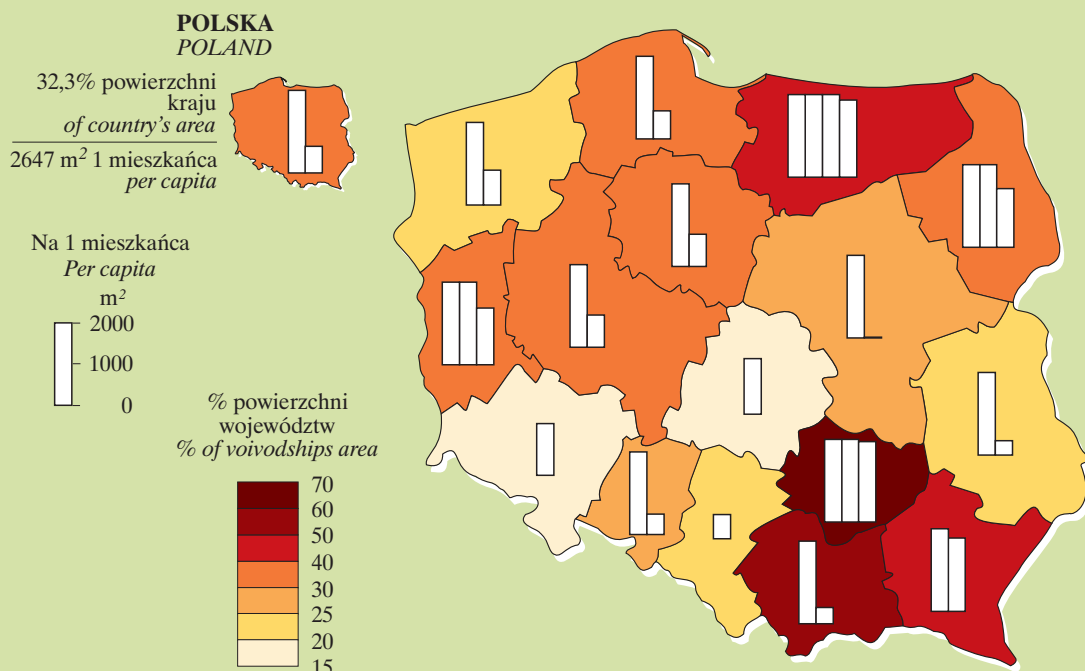 POLSKA
POLAND
32,3% powierzchni
kraju
of country's area
2647 m² 1 mieszkańca
per capita
Na 1 mieszkańca
Per capita
m²
2000
1000
0
% powierzchni
województw
% of voivodships area
70
60
50
40
30
25
20
15